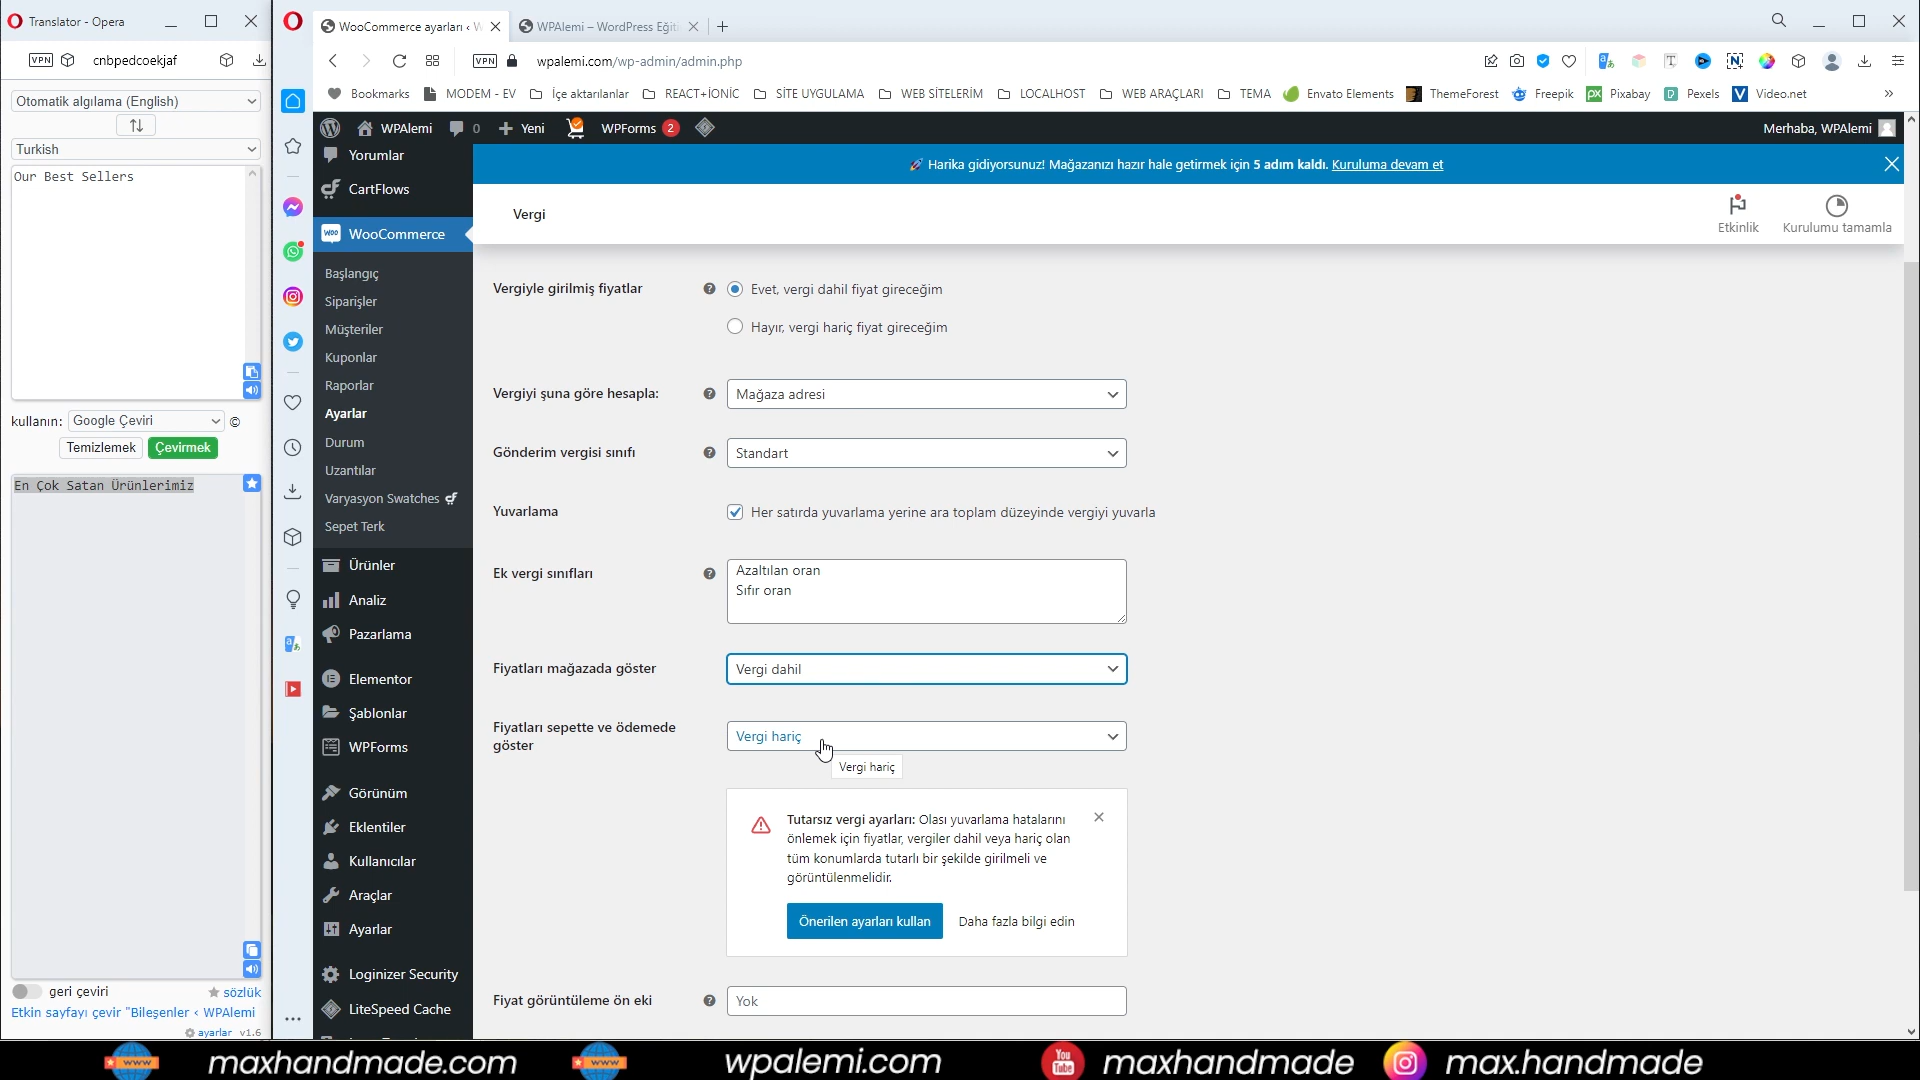 Translator - Opera
VPN
cnbpedcoekjaf
Otomatik algılama (English)
Turkish
Our Best Sellers
kullanın:
Google Çeviri
©
Temizlemek
Çevirmek
En Çok Satan Ürünlerimiz
geri çeviri
sözlük
Etkin sayfayı çevir "Bileşenler ‹ WPAlemi
ayarlar v1.6
WooCommerce ayarları ‹ W
WPAlemi – WordPress Eğit
VPN
wpalemi.com/wp-admin/admin.php
Bookmarks
MODEM - EV
İçe aktarılanlar
REACT+İONİC
SİTE UYGULAMA
WEB SİTELERİM
LOCALHOST
WEB ARAÇLARI
TEMA
Envato Elements
ThemeForest
Freepik
Pixabay
Pexels
Video.net
WPAlemi
0
Yeni
WPForms 2
Merhaba, WPAlemi
Yorumlar
CartFlows
WooCommerce
Başlangıç
Siparişler
Müşteriler
Kuponlar
Raporlar
Ayarlar
Durum
Uzantılar
Varyasyon Swatches
Sepet Terk
Ürünler
Analiz
Pazarlama
Elementor
Şablonlar
WPForms
Görünüm
Eklentiler
Kullanıcılar
Araçlar
Ayarlar
Loginizer Security
LiteSpeed Cache
Harika gidiyorsunuz! Mağazanızı hazır hale getirmek için 5 adım kaldı. Kuruluma devam et
Vergi
Etkinlik
Kurulumu tamamla
Vergiyle girilmiş fiyatlar
Evet, vergi dahil fiyat gireceğim
Hayır, vergi hariç fiyat gireceğim
Vergiyi şuna göre hesapla:
Mağaza adresi
Gönderim vergisi sınıfı
Standart
Yuvarlama
Her satırda yuvarlama yerine ara toplam düzeyinde vergiyi yuvarla
Ek vergi sınıfları
Azaltılan oran
Sıfır oran
Fiyatları mağazada göster
Vergi dahil
Fiyatları sepette ve ödemede
göster
Vergi hariç
Vergi hariç
Tutarsız vergi ayarları: Olası yuvarlama hatalarını
önlemek için fiyatlar, vergiler dahil veya hariç olan
tüm konumlarda tutarlı bir şekilde girilmeli ve
görüntülenmelidir.
Önerilen ayarları kullan
Daha fazla bilgi edin
Fiyat görüntüleme ön eki
Yok
www
maxhandmade.com
www
wpalemi.com
You
Tube
maxhandmade
max.handmade